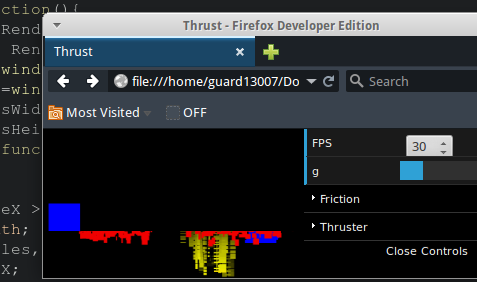 ction(){
Rend
Ren
wind
=win
sWid
sHei
func
eX >
th;
les,
X;
Thrust - Firefox Developer Edition
Thrust
file:///home/guard13007/Do
Search
Most Visited
OFF
FPS
30
g
Friction
Thruster
Close Controls